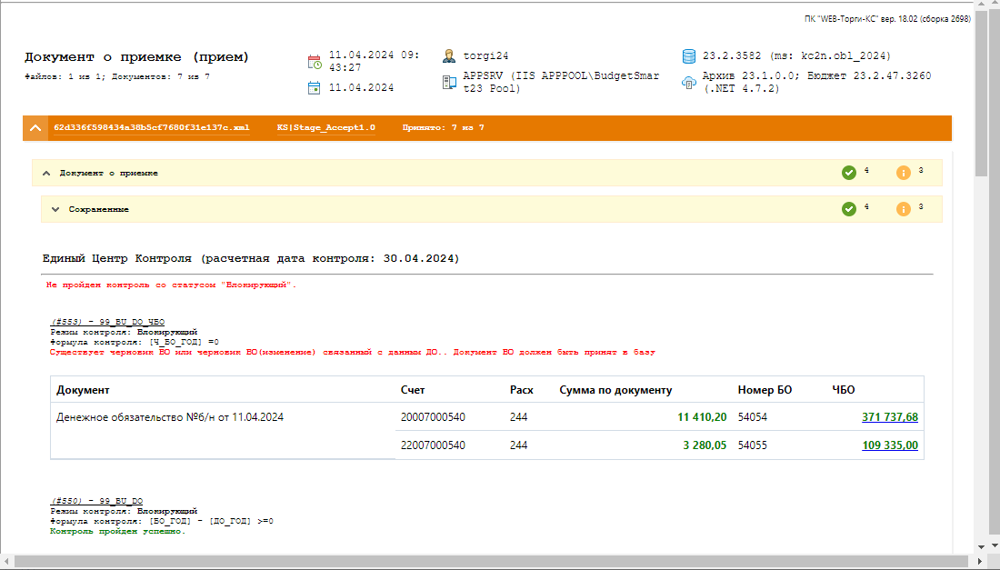 ПК "WEB-Торги-КС" вер. 18.02 (сборка 2698)
Документ о приемке (прием)
Файлов: 1 из 1; Документов: 7 из 7
11.04.2024 09:
43:27
11.04.2024
torgi24
APPSRV (IIS APPPOOL\BudgetSmar
t23 Pool)
23.2.3582 (ms: kc2n.obl_2024)
Архив 23.1.0.0; Бюджет 23.2.47.3260
(.NET 4.7.2)
62d336f598434a38b5cf7680f31e137c.xml KS|Stage_Accept1.0 Принято: 7 из 7
Документ о приемке 4 3
Сохраненные 4 3
Единый Центр Контроля (расчетная дата контроля: 30.04.2024)
Не пройден контроль со статусом "Блокирующий".
(#553) - 99_BU_DO_ЧБО
Режим контроля: Блокирующий
Формула контроля: [Ч_БО_ГОД] =0
Существует черновик БО или черновик БО(изменение) связанный с данным ДО.. Документ БО должен быть принят в базу
Документ Счет Расх Сумма по документу Номер БО ЧБО
Денежное обязательство №б/н от 11.04.2024 20007000540 244 11 410,20 54054 371 737,68
22007000540 244 3 280,05 54055 109 335,00
(#550) - 99_BU_DO
Режим контроля: Блокирующий
Формула контроля: [БО_ГОД] - [ДО_ГОД] >=0
Контроль пройден успешно.